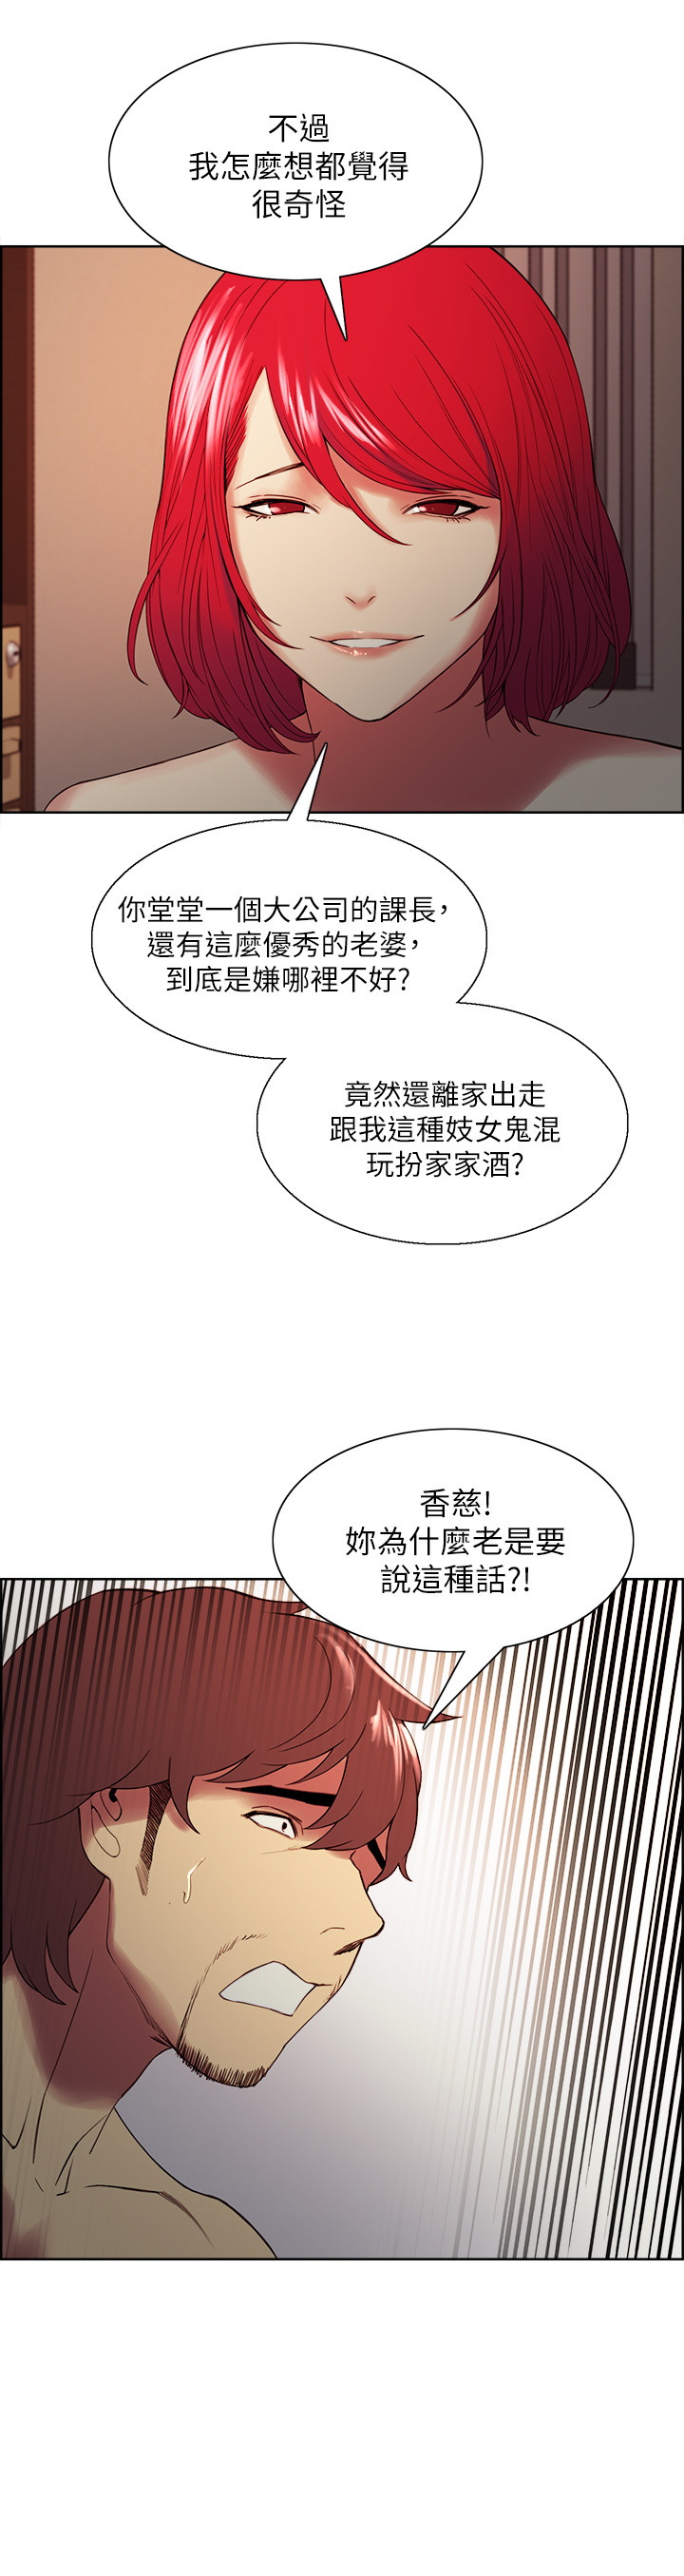 不過
我怎麼想都覺得
很奇怪
你堂堂一個大公司的課長，
還有這麼優秀的老婆，
到底是嫌哪裡不好?
竟然還離家出走
跟我這種妓女鬼混
玩扮家家酒?
香慈!
妳為什麼老是要
說這種話?!